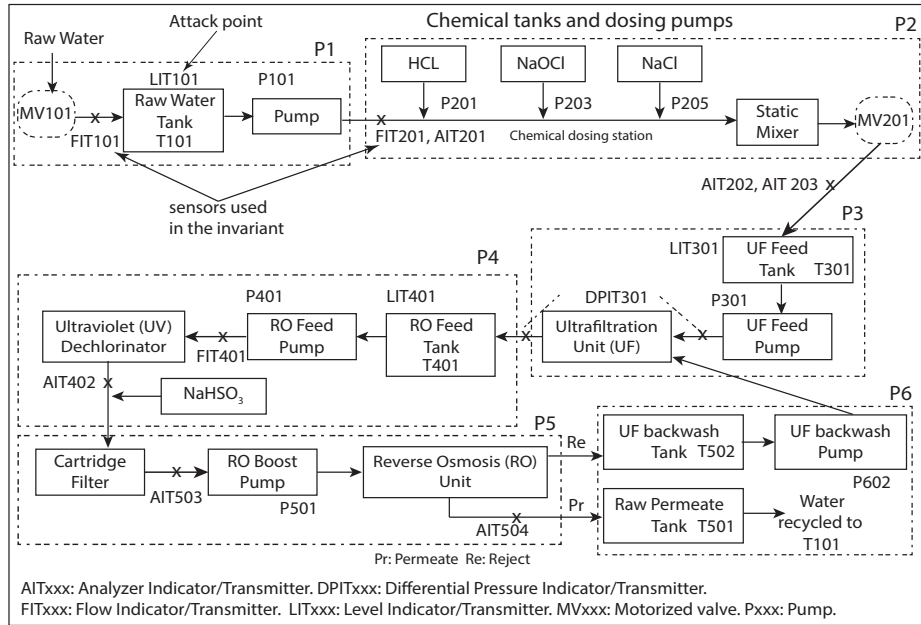 Attack point
Chemical tanks and dosing pumps
P2
Raw Water
P1
LIT101
P101
MV101
Raw Water
Tank
T101
Pump
FIT101
HCL
NaOCl
NaCl
P201
P203
P205
FIT201, AIT201
Chemical dosing station
Static
Mixer
MV201
sensors used
in the invariant
AIT202, AIT 203
P3
LIT301
UF Feed
Tank T301
P301
UF Feed
Pump
DPIT301
Ultrafiltration
Unit (UF)
P4
LIT401
RO Feed
Tank
T401
P401
RO Feed
Pump
FIT401
Ultraviolet (UV)
Dechlorinator
AIT402
NaHSO₃
P5
Cartridge
Filter
AIT503
RO Boost
Pump
P501
Reverse Osmosis (RO)
Unit
AIT504
Re
Pr
P6
UF backwash
Tank T502
UF backwash
Pump
P602
Raw Permeate
Tank T501
Water
recycled to
T101
Pr: Permeate Re: Reject
AITxxx: Analyzer Indicator/Transmitter. DPITxxx: Differential Pressure Indicator/Transmitter.
FITxxx: Flow Indicator/Transmitter. LITxxx: Level Indicator/Transmitter. MVxxx: Motorized valve. Pxxx: Pump.